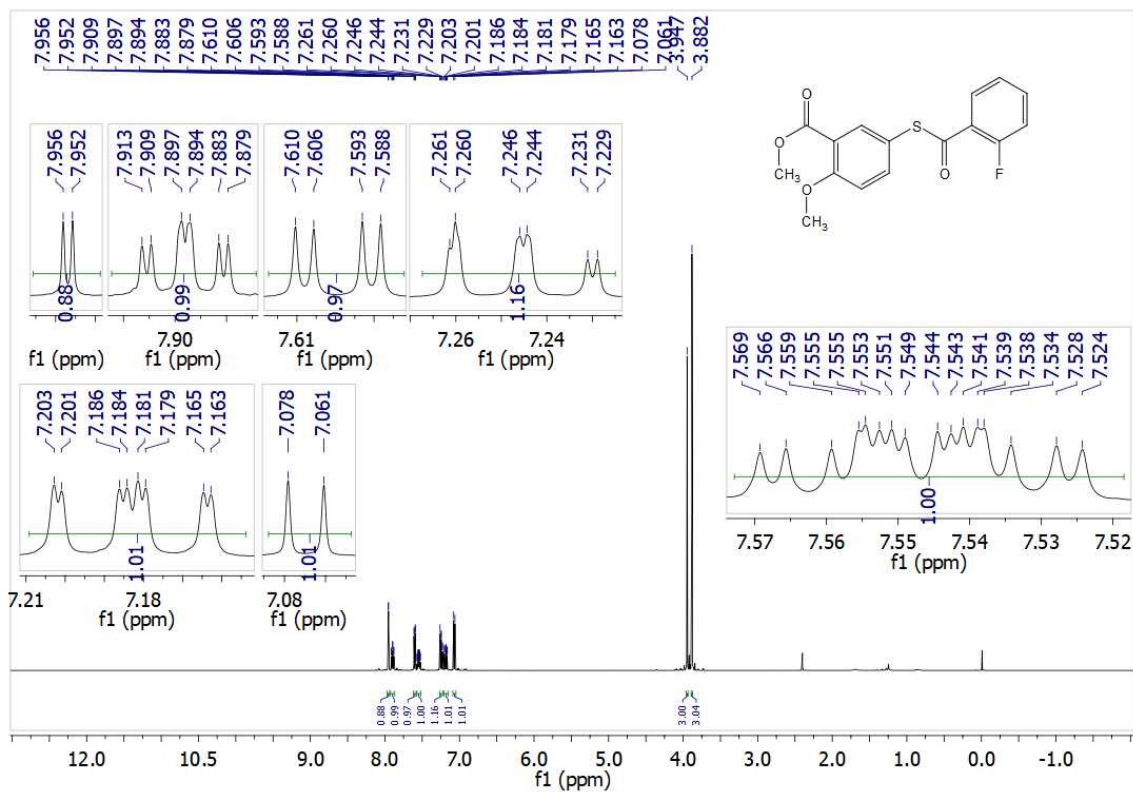 7.956 7.952 7.909 7.897 7.894 7.883 7.879 7.610 7.606 7.593 7.588 7.261 7.260 7.246 7.244 7.231 7.229 7.203 7.201 7.186 7.184 7.181 7.179 7.165 7.163 7.078 7.061 3.947 3.882
7.956 7.952
0.88
f1 (ppm)
7.913 7.909 7.897 7.894 7.883 7.879
0.99
7.90
f1 (ppm)
7.610 7.606 7.593 7.588
0.97
7.61
f1 (ppm)
7.261 7.260 7.246 7.244 7.231 7.229
1.16
7.26 7.24
f1 (ppm)
O
O
CH3
O
CH3
S
O
F
7.203 7.201 7.186 7.184 7.181 7.179 7.165 7.163
1.01
7.21 7.18
f1 (ppm)
7.078 7.061
1.01
7.08
f1 (ppm)
7.569 7.566 7.559 7.555 7.555 7.553 7.551 7.549 7.544 7.543 7.541 7.539 7.538 7.534 7.528 7.524
1.00
7.57 7.56 7.55 7.54 7.53 7.52
f1 (ppm)
0.88 0.99 0.97 1.00 1.16 1.01 1.01 3.00 3.04
12.0 11.0 10.0 9.0 8.0 7.0 6.0 5.0 4.0 3.0 2.0 1.0 0.0 -1.0
f1 (ppm)